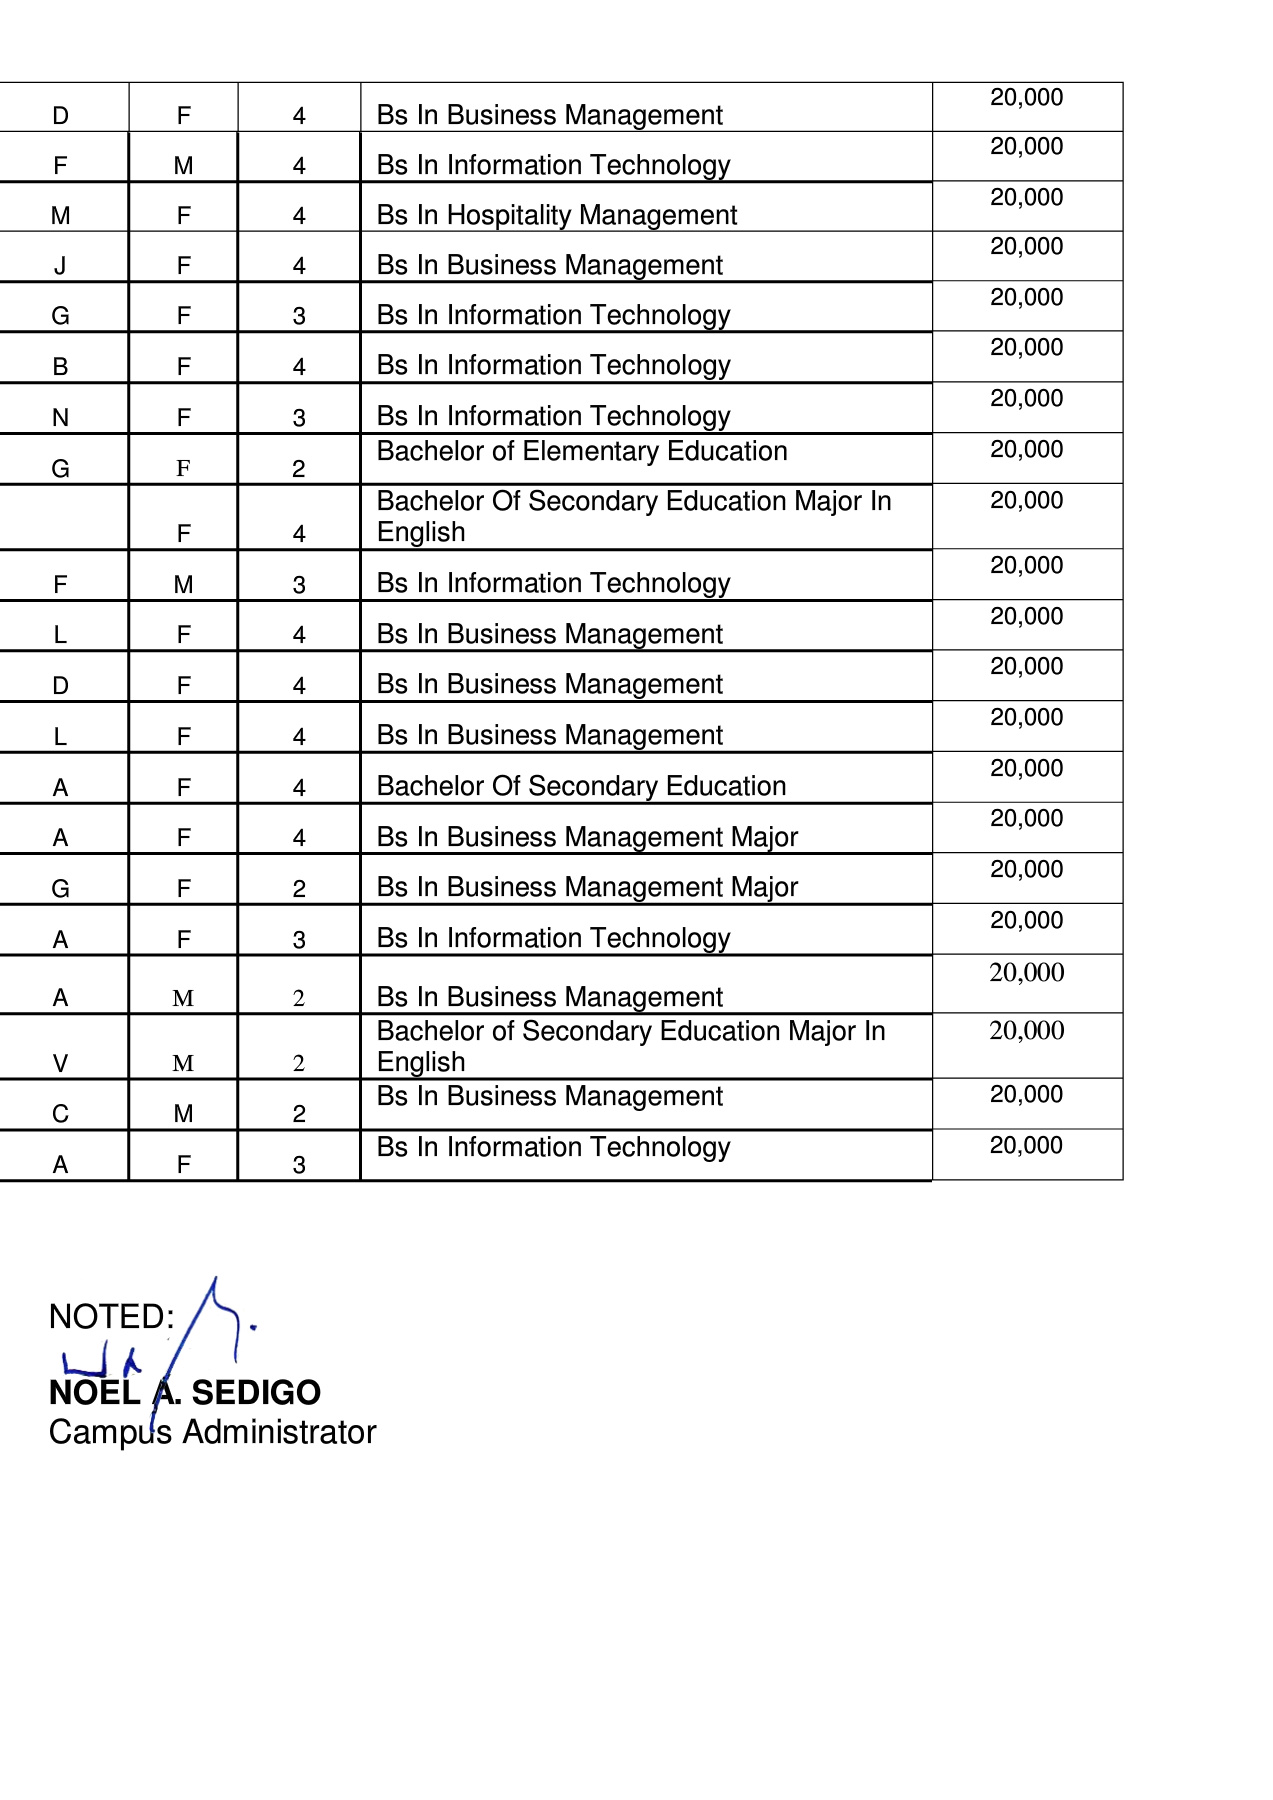 D F 4 Bs In Business Management 20,000
F M 4 Bs In Information Technology 20,000
M F 4 Bs In Hospitality Management 20,000
J F 4 Bs In Business Management 20,000
G F 3 Bs In Information Technology 20,000
B F 4 Bs In Information Technology 20,000
N F 3 Bs In Information Technology 20,000
G F 2 Bachelor of Elementary Education 20,000
F 4 Bachelor Of Secondary Education Major In
English 20,000
F M 3 Bs In Information Technology 20,000
L F 4 Bs In Business Management 20,000
D F 4 Bs In Business Management 20,000
L F 4 Bs In Business Management 20,000
A F 4 Bachelor Of Secondary Education 20,000
A F 4 Bs In Business Management Major 20,000
G F 2 Bs In Business Management Major 20,000
A F 3 Bs In Information Technology 20,000
A M 2 Bs In Business Management 20,000
V M 2 Bachelor of Secondary Education Major In
English 20,000
C M 2 Bs In Business Management 20,000
A F 3 Bs In Information Technology 20,000
NOTED:
NOEL A. SEDIGO
Campus Administrator